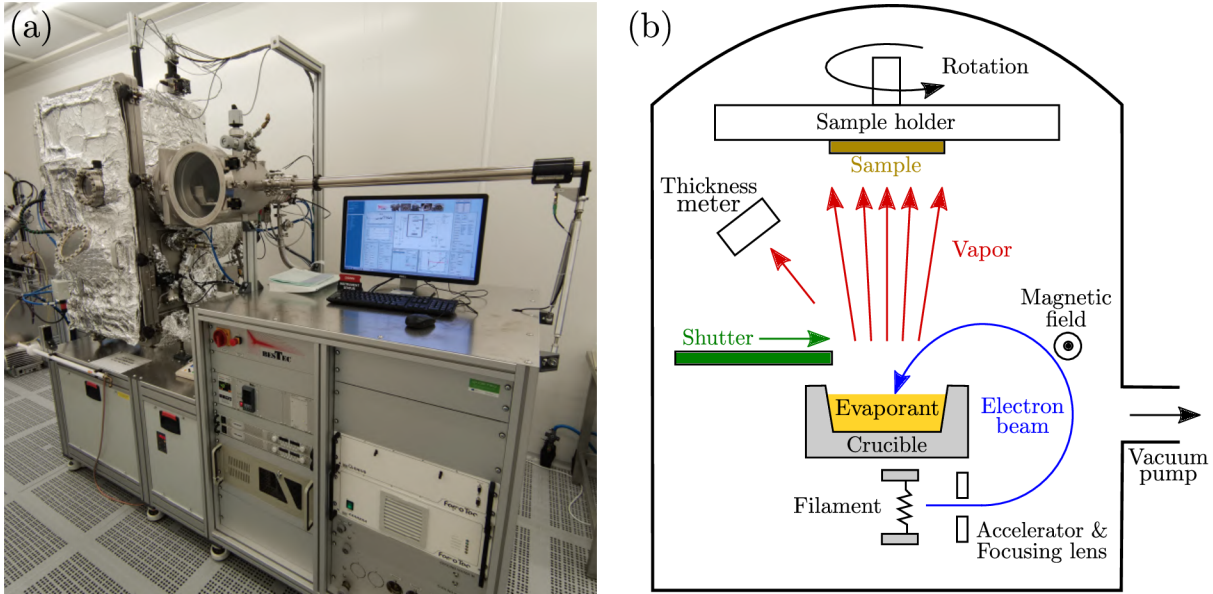 (a)
BESTEC
(b)
Rotation
Sample holder
Sample
Thickness
meter
Vapor
Magnetic
field
Shutter
Evaporant
Electron
beam
Crucible
Vacuum
pump
Filament
Accelerator &
Focusing lens